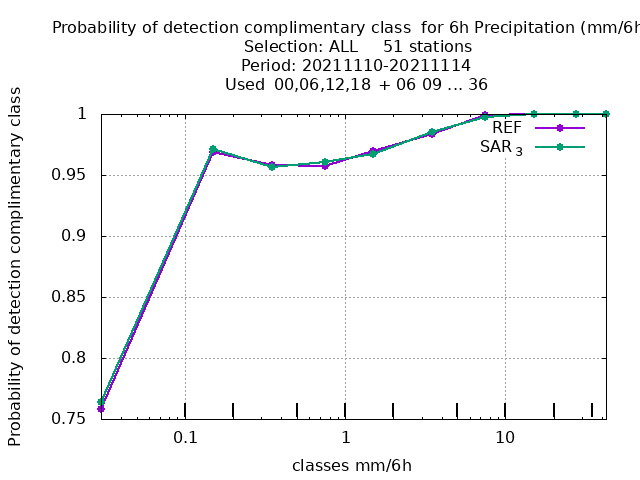 Probability of detection complimentary class for 6h Precipitation (mm/6h
Selection: ALL 51 stations
Period: 20211110-20211114
Used 00,06,12,18 + 06 09 ... 36
Probability of detection complimentary class
1
0.95
0.9
0.85
0.8
0.75
REF
SAR 3
0.1 1 10
classes mm/6h